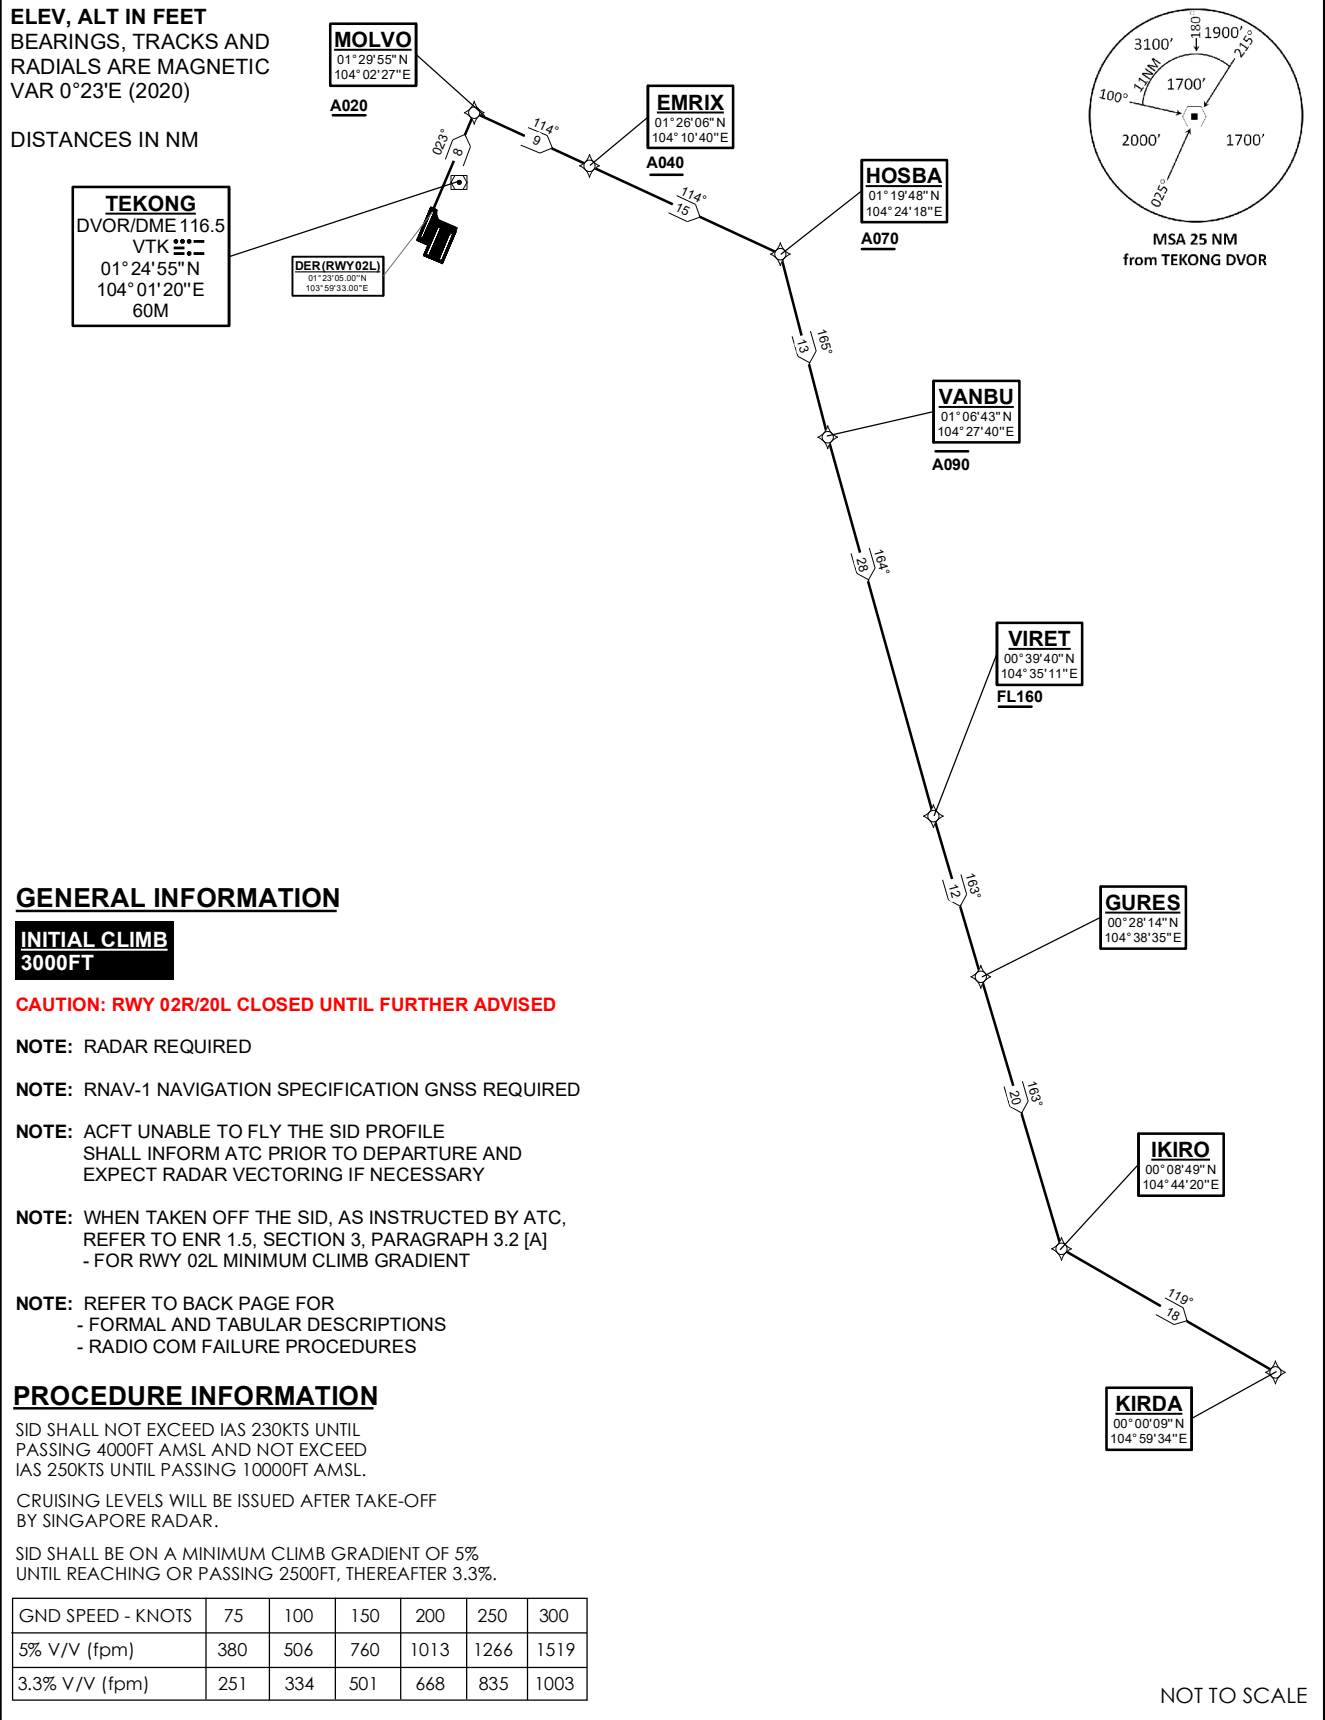 ELEV, ALT IN FEET
BEARINGS, TRACKS AND
RADIALS ARE MAGNETIC
VAR 0°23'E (2020)
DISTANCES IN NM
MOLVO
01°29'55"N
104°02'27"E
A020
EMRIX
01°26'06"N
104°10'40"E
A040
HOSBA
01°19'48"N
104°24'18"E
A070
3100'
180°
1900'
215°
11NM
1700'
100°
2000'
1700'
025°
MSA 25 NM
from TEKONG DVOR
023°
8
114°
9
114°
15
TEKONG
DVOR/DME 116.5
VTK
01°24'55"N
104°01'20"E
60M
DER(RWY02L)
01°23'05.00"N
103°59'33.00"E
165°
13
VANBU
01°06'43"N
104°27'40"E
A090
164°
28
VIRET
00°39'40"N
104°35'11"E
FL160
163°
12
GURES
00°28'14"N
104°38'35"E
163°
20
IKIRO
00°08'49"N
104°44'20"E
119°
18
KIRDA
00°00'09"N
104°59'34"E
GENERAL INFORMATION
INITIAL CLIMB
3000FT
CAUTION: RWY 02R/20L CLOSED UNTIL FURTHER ADVISED
NOTE: RADAR REQUIRED
NOTE: RNAV-1 NAVIGATION SPECIFICATION GNSS REQUIRED
NOTE: ACFT UNABLE TO FLY THE SID PROFILE
SHALL INFORM ATC PRIOR TO DEPARTURE AND
EXPECT RADAR VECTORING IF NECESSARY
NOTE: WHEN TAKEN OFF THE SID, AS INSTRUCTED BY ATC,
REFER TO ENR 1.5, SECTION 3, PARAGRAPH 3.2 [A]
- FOR RWY 02L MINIMUM CLIMB GRADIENT
NOTE: REFER TO BACK PAGE FOR
- FORMAL AND TABULAR DESCRIPTIONS
- RADIO COM FAILURE PROCEDURES
PROCEDURE INFORMATION
SID SHALL NOT EXCEED IAS 230KTS UNTIL
PASSING 4000FT AMSL AND NOT EXCEED
IAS 250KTS UNTIL PASSING 10000FT AMSL.
CRUISING LEVELS WILL BE ISSUED AFTER TAKE-OFF
BY SINGAPORE RADAR.
SID SHALL BE ON A MINIMUM CLIMB GRADIENT OF 5%
UNTIL REACHING OR PASSING 2500FT, THEREAFTER 3.3%.
GND SPEED - KNOTS 75 100 150 200 250 300
5% V/V (fpm) 380 506 760 1013 1266 1519
3.3% V/V (fpm) 251 334 501 668 835 1003
NOT TO SCALE